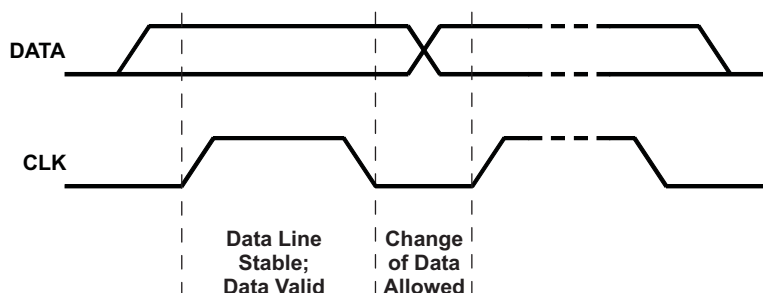 DATA
CLK
Data Line
Stable;
Data Valid
Change
of Data
Allowed